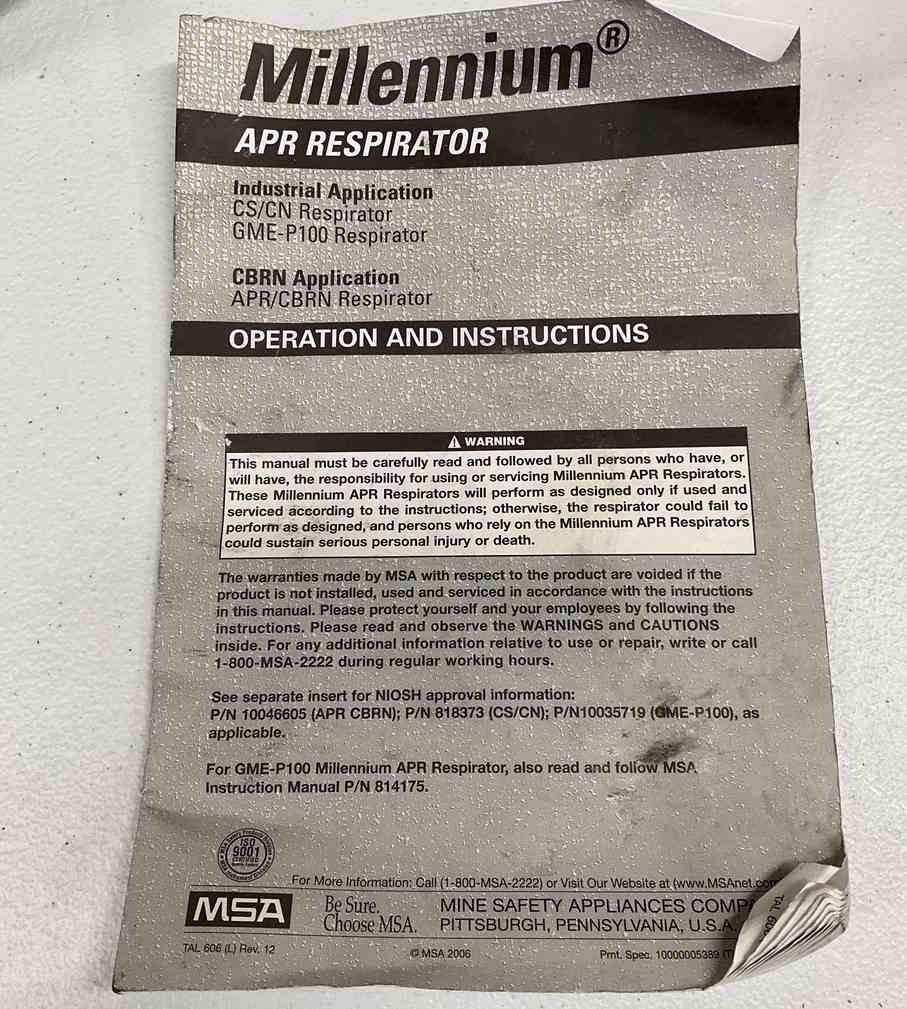 Millennium®
APR RESPIRATOR
Industrial Application
CS/CN Respirator
GME-P100 Respirator
CBRN Application
APR/CBRN Respirator
OPERATION AND INSTRUCTIONS
⚠ WARNING
This manual must be carefully read and followed by all persons who have, or
will have, the responsibility for using or servicing Millennium APR Respirators.
These Millennium APR Respirators will perform as designed only if used and
serviced according to the instructions; otherwise, the respirator could fail to
perform as designed, and persons who rely on the Millennium APR Respirators
could sustain serious personal injury or death.
The warranties made by MSA with respect to the product are voided if the
product is not installed, used and serviced in accordance with the instructions
in this manual. Please protect yourself and your employees by following the
instructions. Please read and observe the WARNINGS and CAUTIONS
inside. For any additional information relative to use or repair, write or call
1-800-MSA-2222 during regular working hours.
See separate insert for NIOSH approval information:
P/N 10046605 (APR CBRN); P/N 818373 (CS/CN); P/N10035719 (GME-P100), as
applicable.
For GME-P100 Millennium APR Respirator, also read and follow MSA
Instruction Manual P/N 814175.
ISO
9001
For More Information: Call (1-800-MSA-2222) or Visit Our Website at (www.MSAnet.com
MSA
Be Sure.
Choose MSA.
MINE SAFETY APPLIANCES COMP
PITTSBURGH, PENNSYLVANIA, U.S.A.
TAL 606 (L) Rev. 12
© MSA 2006
Prnt. Spec. 10000005389
TAL 606